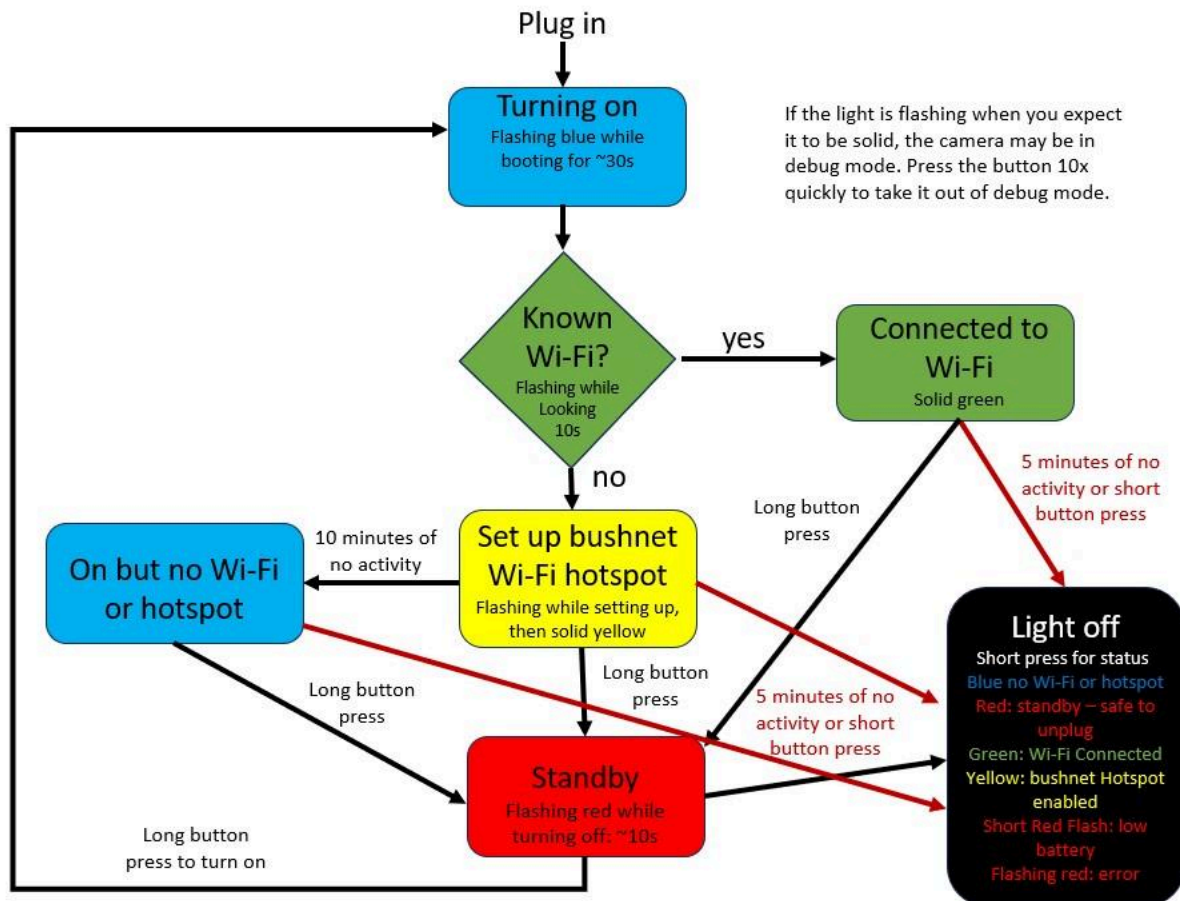 Plug in
Turning on
Flashing blue while
booting for ~30s
If the light is flashing when you expect
it to be solid, the camera may be in
debug mode. Press the button 10x
quickly to take it out of debug mode.
Known
Wi-Fi?
Flashing while
Looking
10s
yes
Connected to
Wi-Fi
Solid green
no
5 minutes of no
activity or short
button press
Long button
press
10 minutes of
no activity
On but no Wi-Fi
or hotspot
Set up bushnet
Wi-Fi hotspot
Flashing while setting up,
then solid yellow
Long button
press
Long button
press
5 minutes of no
activity or short
button press
Light off
Short press for status
Blue no Wi-Fi or hotspot
Red: standby – safe to
unplug
Green: Wi-Fi Connected
Yellow: bushnet Hotspot
enabled
Short Red Flash: low
battery
Flashing red: error
Standby
Flashing red while
turning off: ~10s
Long button
press to turn on